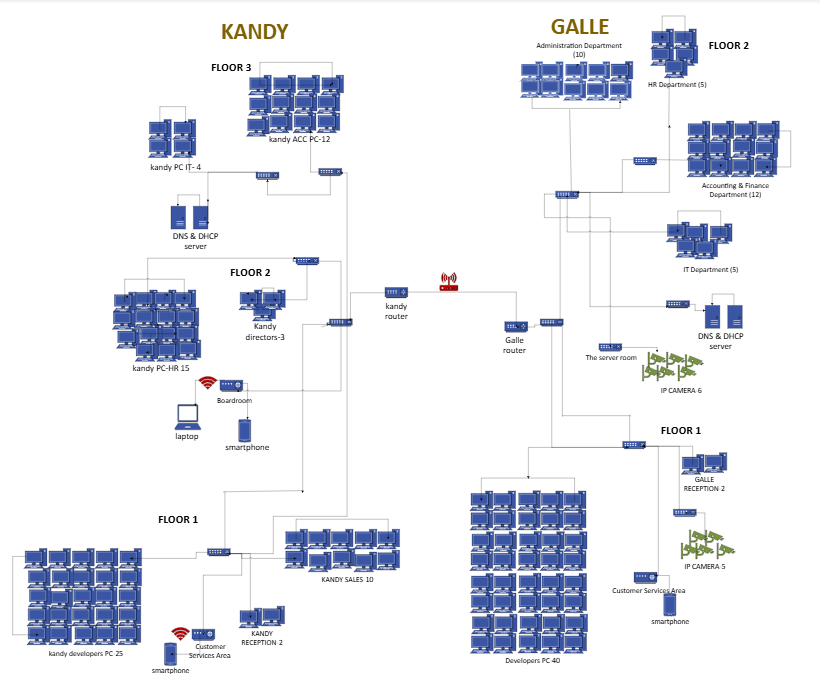 KANDY
GALLE
FLOOR 3
kandy PC IT- 4
kandy ACC PC-12
DNS & DHCP
server
FLOOR 2
Kandy
directors-3
kandy PC-HR 15
Boardroom
laptop
smartphone
kandy
router
FLOOR 1
kandy developers PC-25
KANDY SALES 10
KANDY
RECEPTION-2
Customer
Services Area
smartphone
Administration Department
(10)
FLOOR 2
HR Department (5)
Accounting & Finance
Department (12)
IT Department (5)
DNS & DHCP
server
Galle
router
The server room
IP CAMERA-6
FLOOR 1
GALLE
RECEPTION-2
IP CAMERA-5
Customer Services Area
smartphone
Developers PC-40